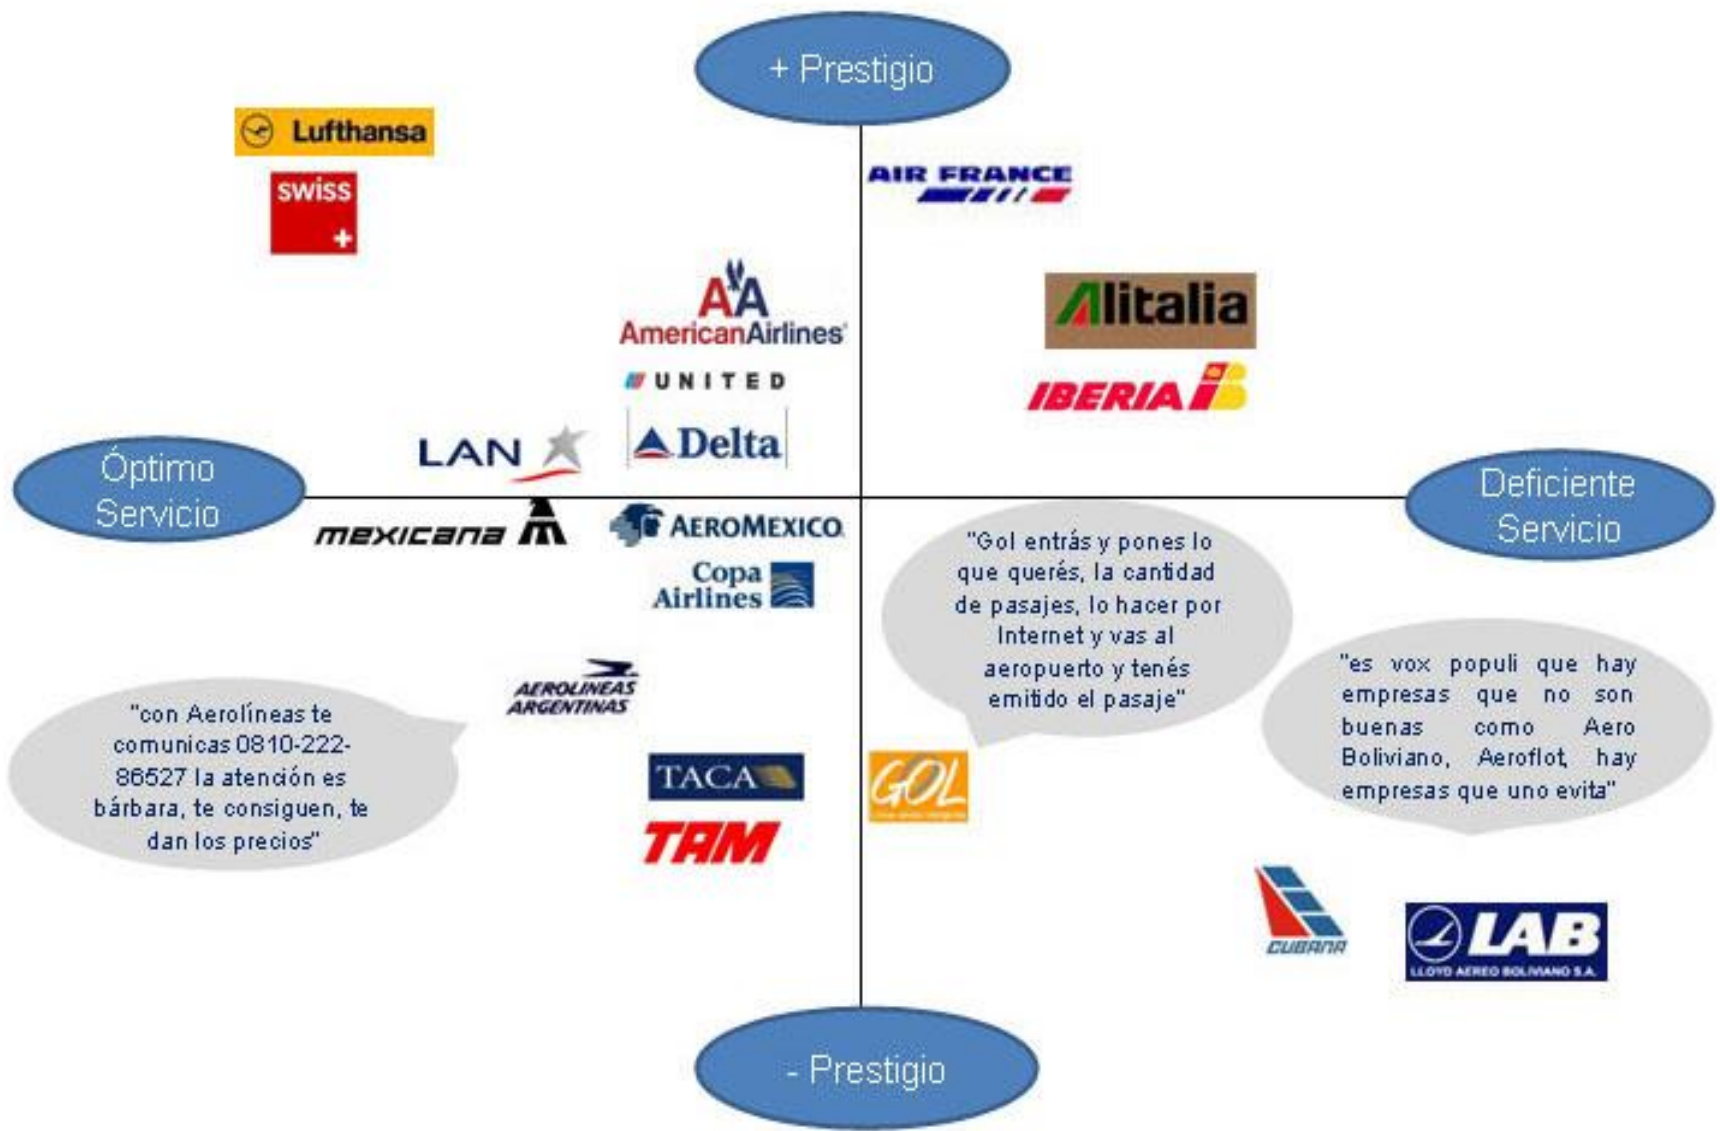 + Prestigio
Lufthansa
swiss
AIR FRANCE
AA
AmericanAirlines
Alitalia
UNITED
IBERIA
LAN
Delta
Óptimo
Servicio
Deficiente
Servicio
mexicana
AEROMEXICO
Copa
Airlines
"Gol entrás y pones lo
que querés, la cantidad
de pasajes, lo hacer por
Internet y vas al
aeropuerto y tenés
emitido el pasaje"
AEROLINEAS
ARGENTINAS
"con Aerolíneas te
comunicas 0810-222-
86527 la atención es
bárbara, te consiguen, te
dan los precios"
"es vox populi que hay
empresas que no son
buenas como Aero
Boliviano, Aeroflot, hay
empresas que uno evita"
TACA
GOL
TAM
CUBANA
LAB
LLOYD AEREO BOLIVIANO S.A.
- Prestigio